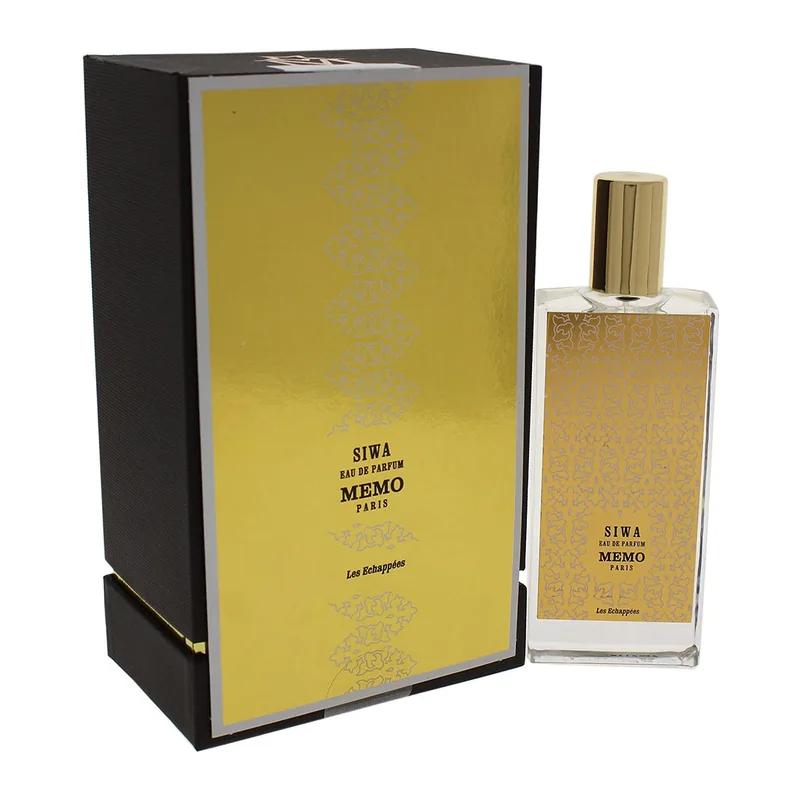 SIWA
EAU DE PARFUM
MEMO
PARIS
Les Echappées
SIWA
EAU DE PARFUM
MEMO
PARIS
Les Echappées